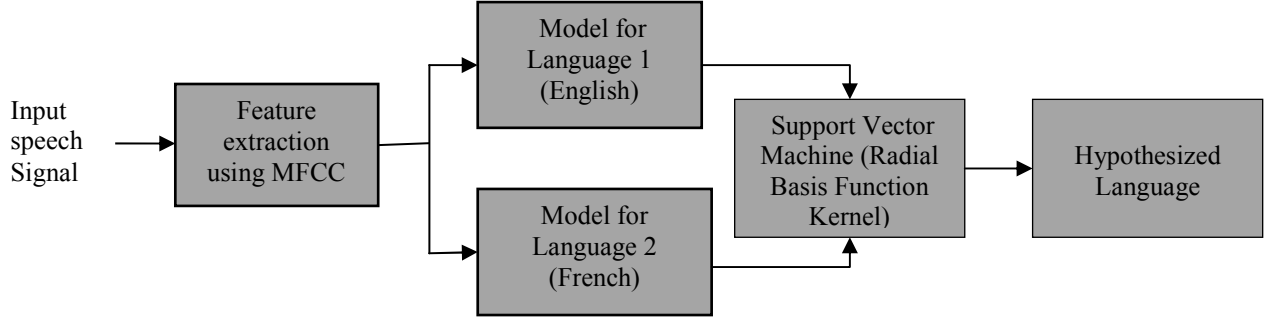 Input
speech
Signal
Feature
extraction
using MFCC
Model for
Language 1
(English)
Model for
Language 2
(French)
Support Vector
Machine (Radial
Basis Function
Kernel)
Hypothesized
Language